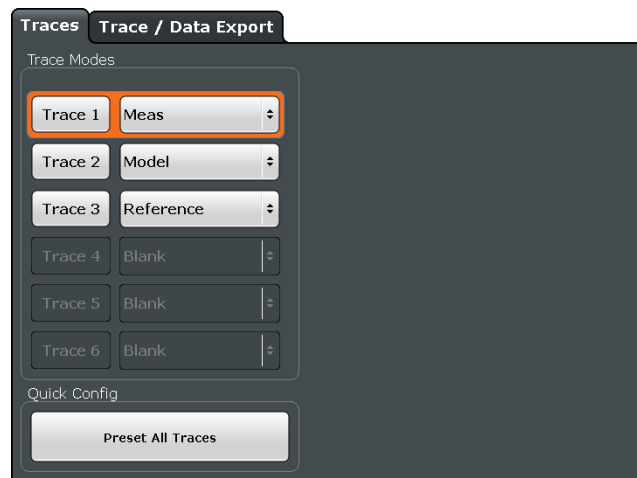 Traces Trace / Data Export
Trace Modes
Trace 1 Meas
Trace 2 Model
Trace 3 Reference
Trace 4 Blank
Trace 5 Blank
Trace 6 Blank
Quick Config
Preset All Traces